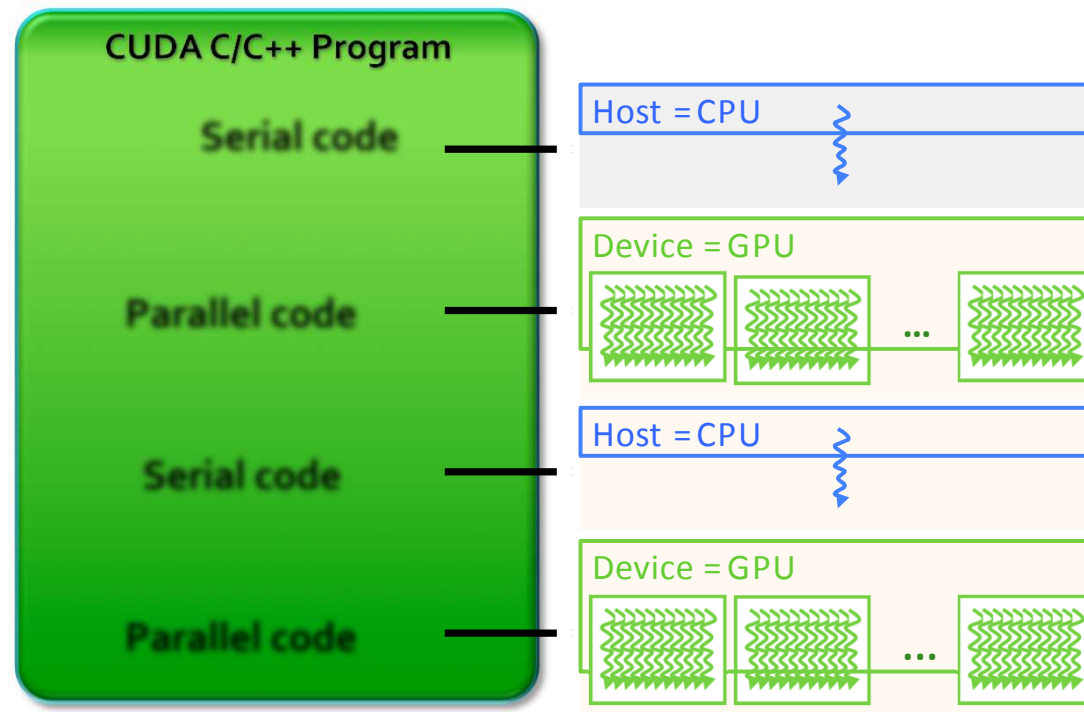 CUDA C/C++ Program
Serial code
Host = CPU
Device = GPU
Parallel code
...
Host = CPU
Serial code
Device = GPU
Parallel code
...